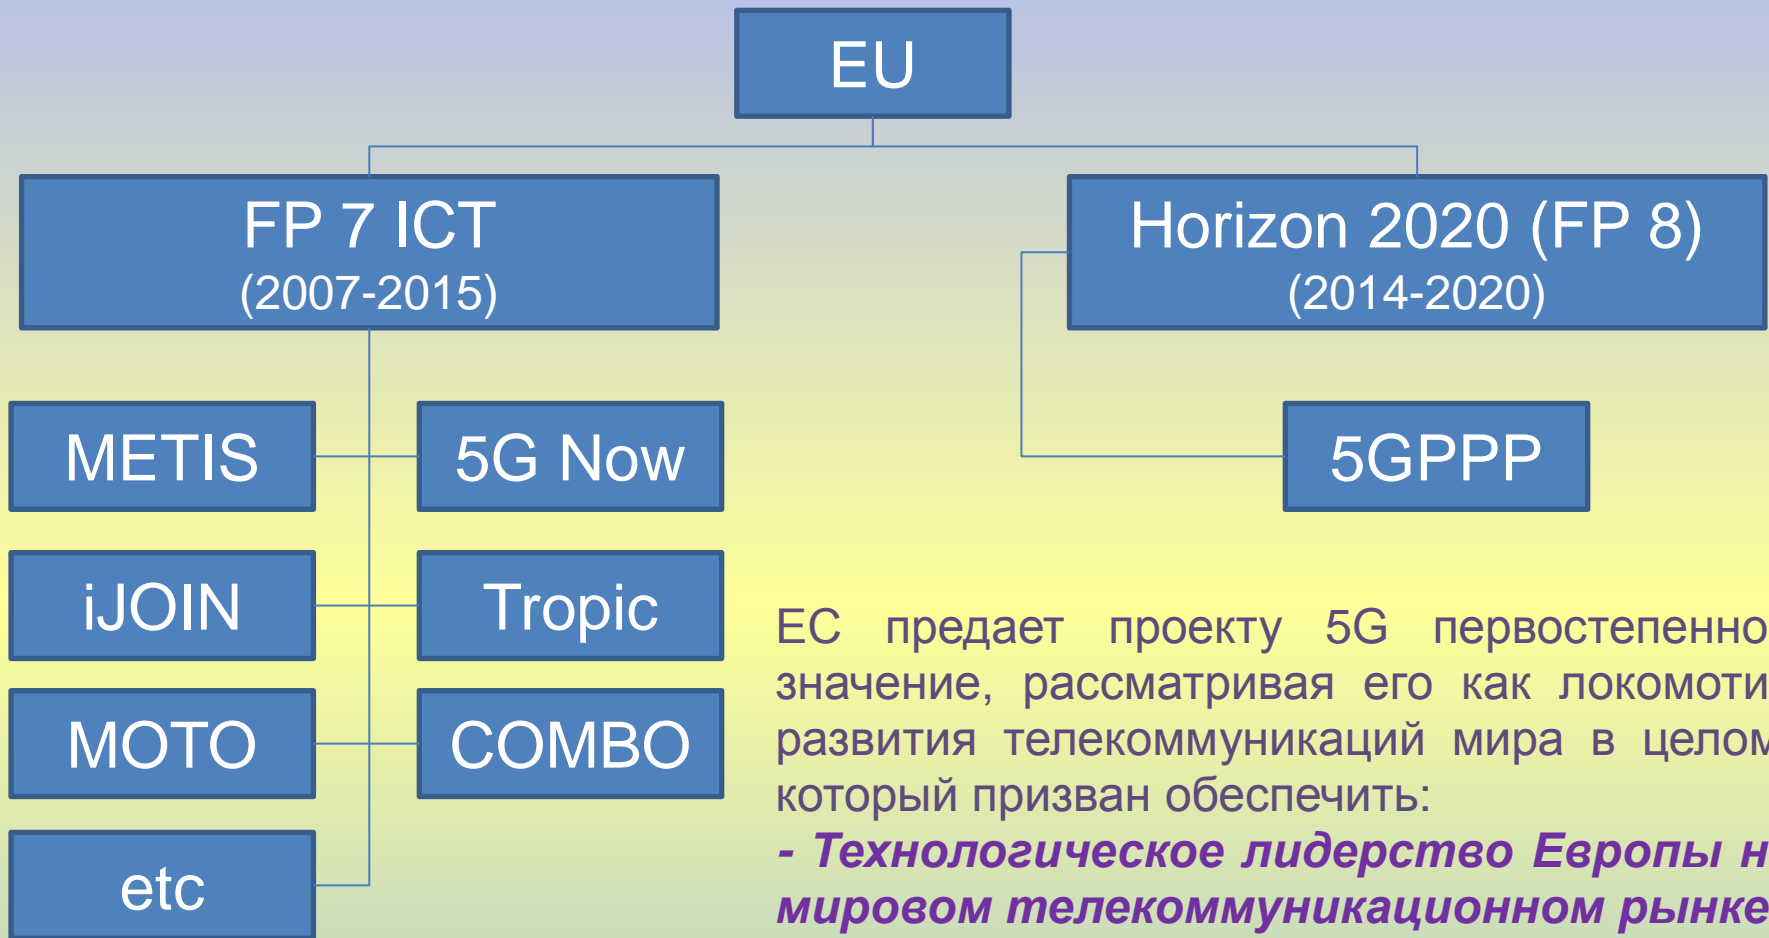 EU
FP 7 ICT
(2007-2015)
Horizon 2020 (FP 8)
(2014-2020)
METIS
5G Now
5GPPP
iJOIN
Tropic
MOTO
COMBO
etc
ЕС предает проекту 5G первостепенно
значение, рассматривая его как локомоти
развития телекоммуникаций мира в целом
который призван обеспечить:
- Технологическое лидерство Европы н
мировом телекоммуникационном рынке